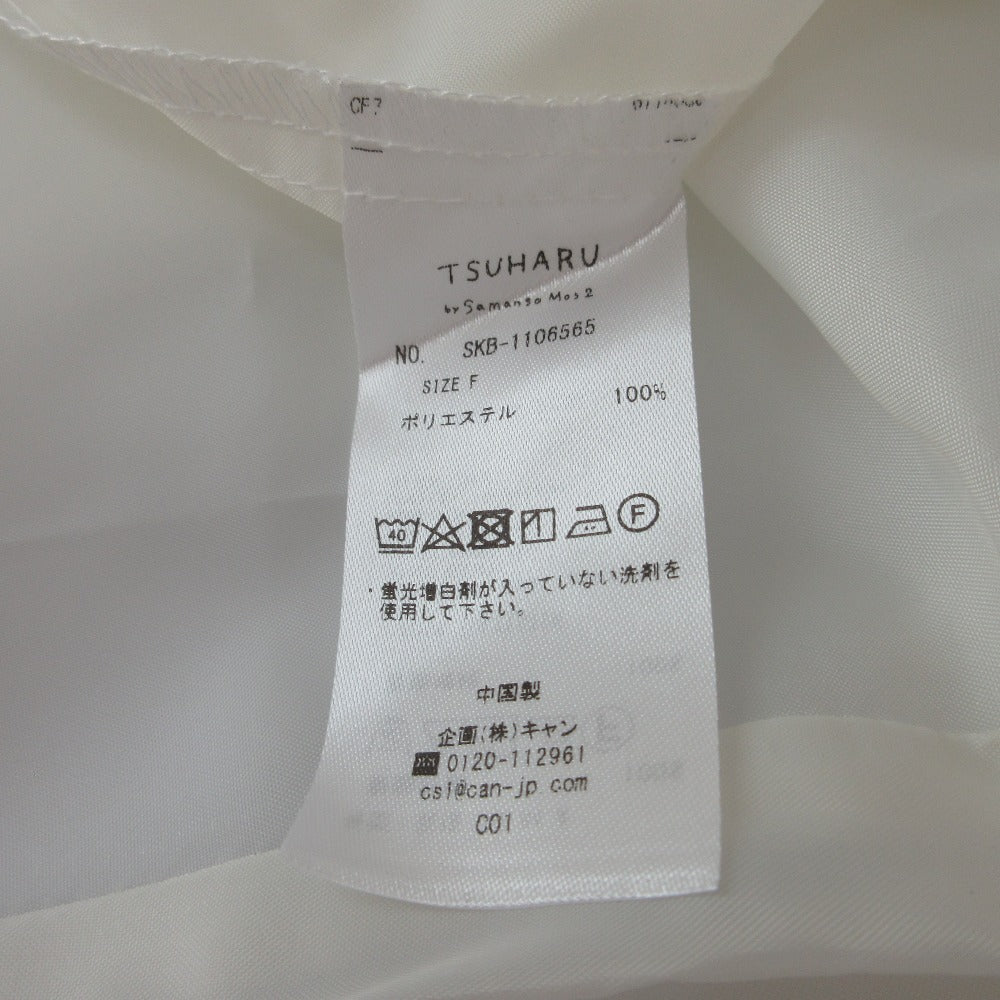 TSUHARU
by Samansa Mos2
NO. SKB-1106565
SIZE F
ポリエステル 100%
40 F
・蛍光増白剤が入っていない洗剤を
使用して下さい。
中国製
企画(株)キャン
0120-112961
csl@can-jp com
C01